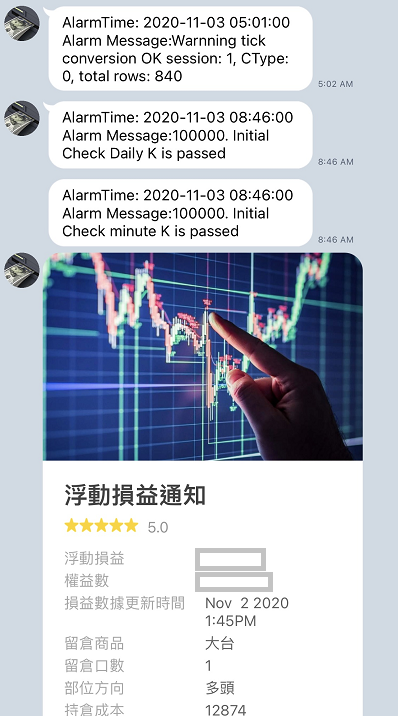 AlarmTime: 2020-11-03 05:01:00
Alarm Message:Warnning tick
conversion OK session: 1, CType:
0, total rows: 840
5:02 AM
AlarmTime: 2020-11-03 08:46:00
Alarm Message:100000. Initial
Check Daily K is passed
8:46 AM
AlarmTime: 2020-11-03 08:46:00
Alarm Message:100000. Initial
Check minute K is passed
8:46 AM
浮動損益通知
5.0
浮動損益
權益數
損益數據更新時間 Nov 2 2020
1:45PM
留倉商品 大台
留倉口數 1
部位方向 多頭
持倉成本 12874